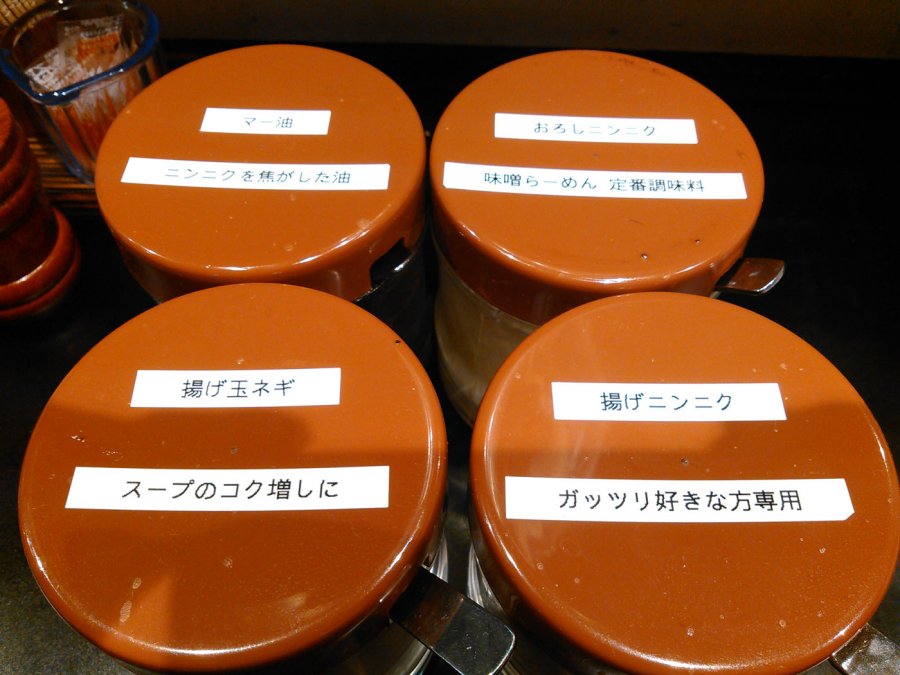 マー油
ニンニクを焦がした油
おろしニンニク
味噌らーめん 定番調味料
揚げ玉ネギ
スープのコク増しに
揚げニンニク
ガッツリ好きな方専用